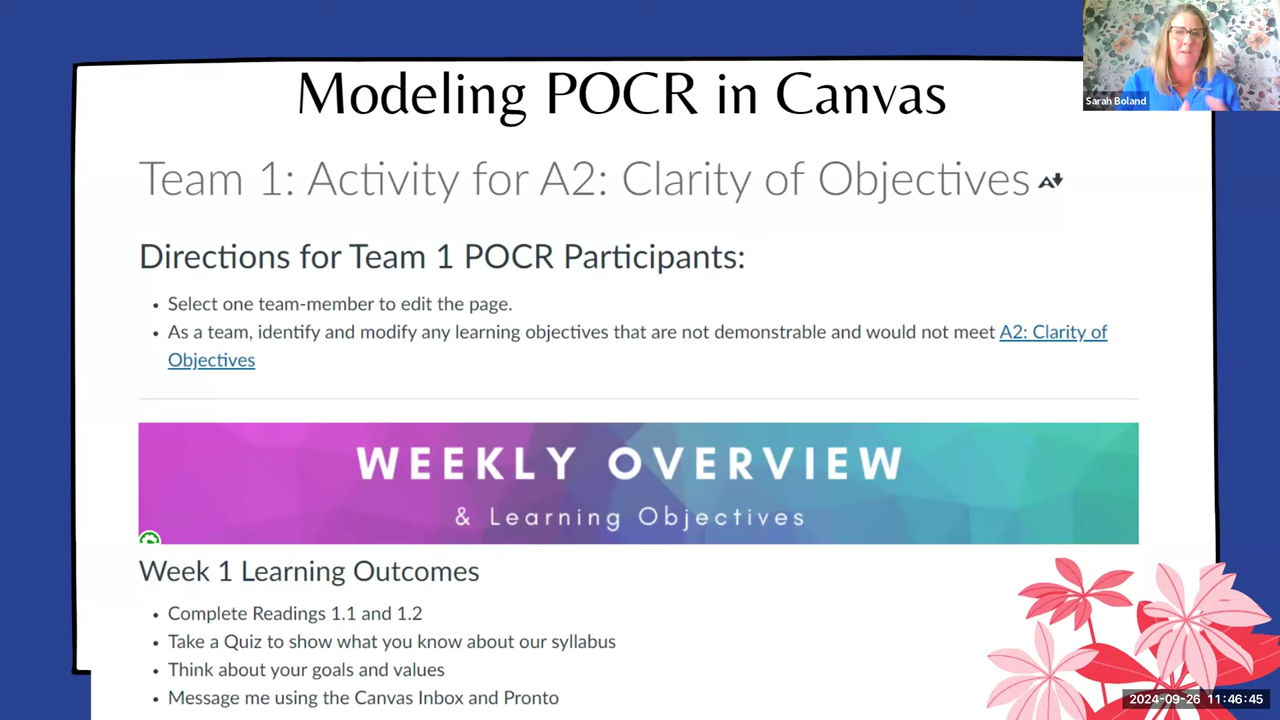 Modeling POCR in Canvas
Sarah Boland
Team 1: Activity for A2: Clarity of Objectives
Directions for Team 1 POCR Participants:
Select one team-member to edit the page.
As a team, identify and modify any learning objectives that are not demonstrable and would not meet A2: Clarity of
Objectives
WEEKLY OVERVIEW
& Learning Objectives
Week 1 Learning Outcomes
Complete Readings 1.1 and 1.2
Take a Quiz to show what you know about our syllabus
Think about your goals and values
Message me using the Canvas Inbox and Pronto
2024-09-26 11:46:45